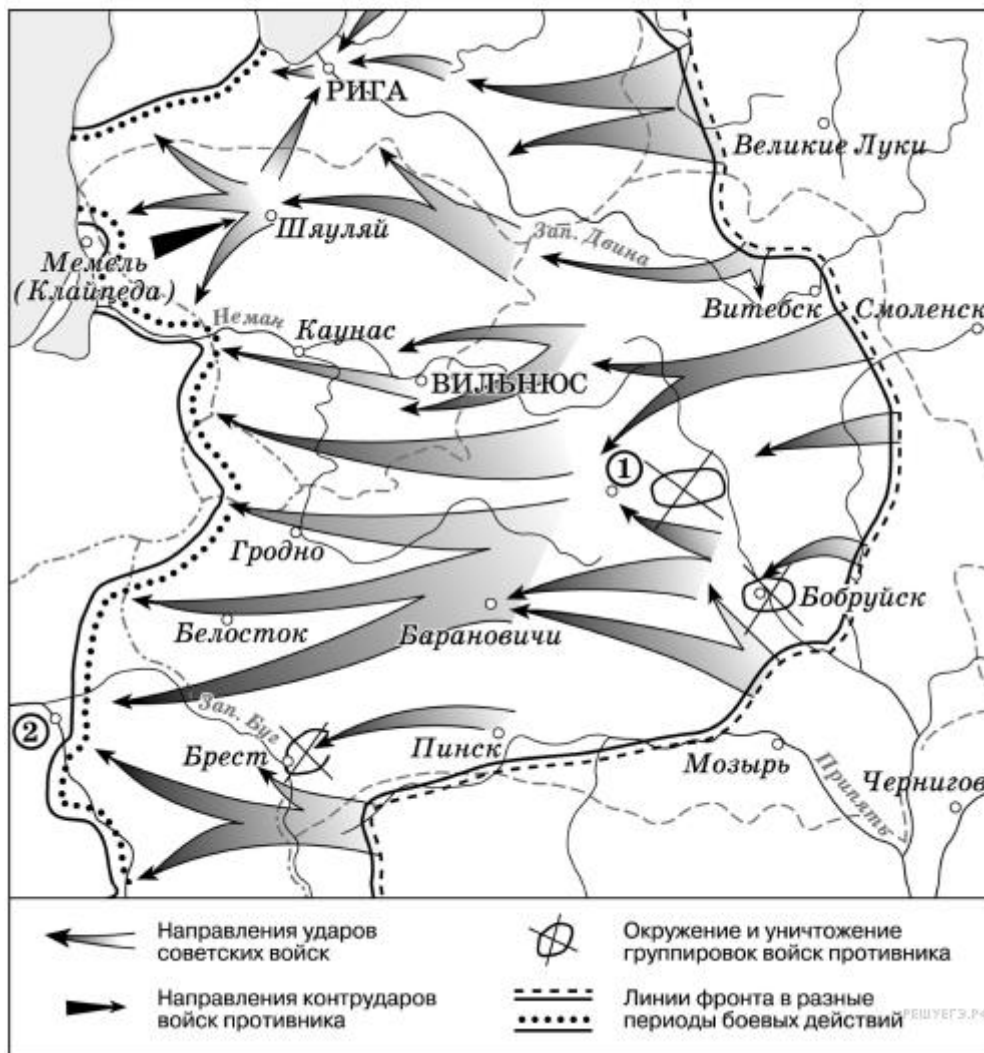 РИГА
Великие Луки
Шяуляй
Зап. Двина
Мемель
(Клайпеда)
Витебск
Смоленск
Неман
Каунас
ВИЛЬНЮС
1
Гродно
Бобруйск
Белосток
Барановичи
Зап. Буг
2
Брест
Пинск
Мозырь
Припять
Чернигов
Направления ударов
советских войск
Окружение и уничтожение
группировок войск противника
Направления контрударов
войск противника
Линии фронта в разные
периоды боевых действий
РЕШУЕГЭ.РФ